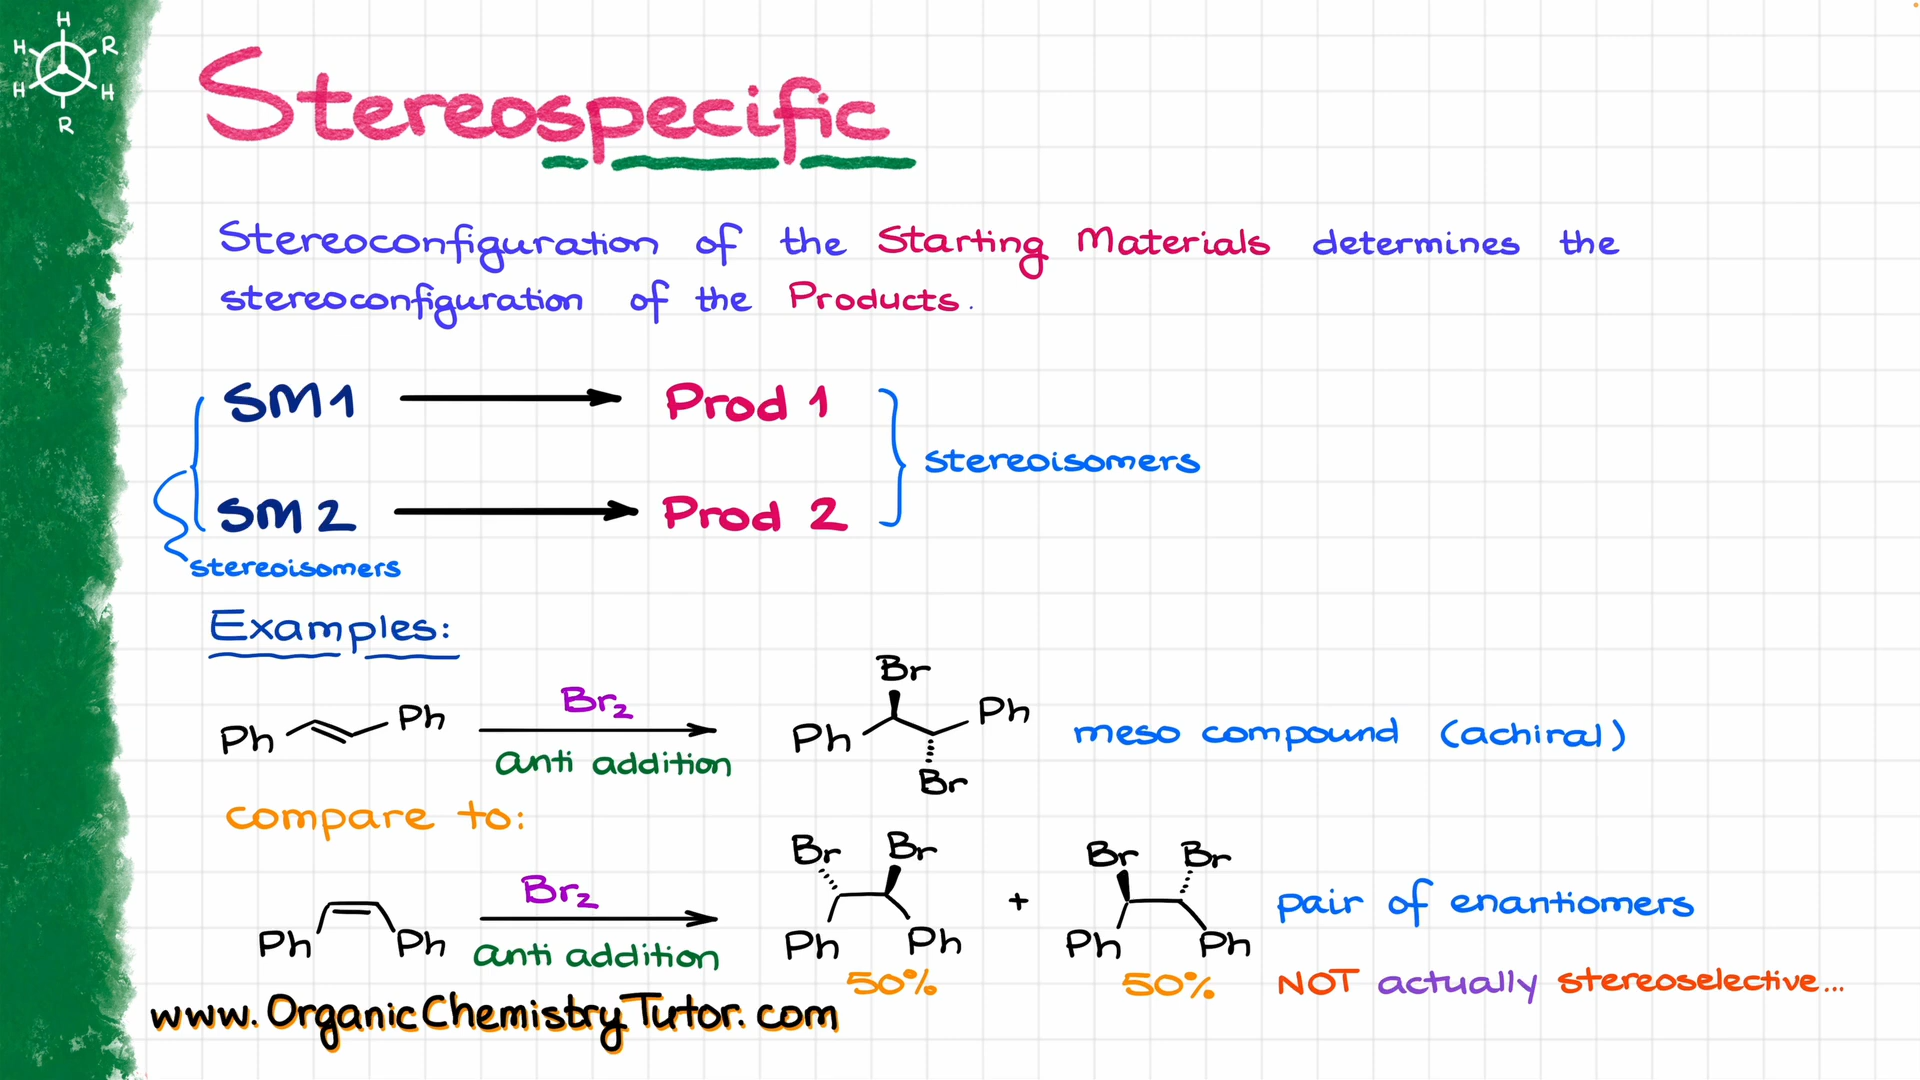 H
H R
H H
R
Stereospecific
Stereoconfiguration of the Starting Materials determines the
stereoconfiguration of the Products.
SM1 Prod 1
stereoisomers
SM2 Prod 2
stereoisomers
Examples:
Ph Ph Br2 anti addition Br Ph Ph Br meso compound (achiral)
compare to:
Ph Ph Br2 anti addition Br Br Ph Ph 50% + Br Br Ph Ph 50% pair of enantiomers
NOT actually stereoselective...
www.OrganicChemistryTutor.com